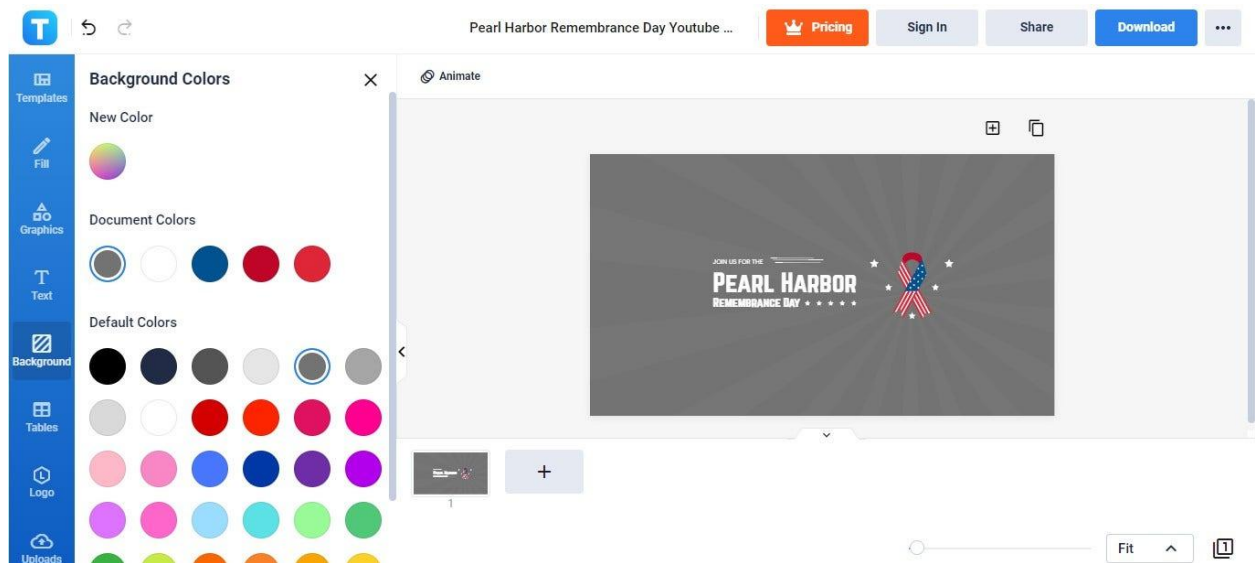 T
Pearl Harbor Remembrance Day Youtube ...
Pricing
Sign In
Share
Download
Templates
Fill
Graphics
Text
Background
Tables
Logo
Uploads
Background Colors
New Color
Document Colors
Default Colors
Animate
JOIN US FOR THE
PEARL HARBOR
REMEMBRANCE DAY
1
Fit
1